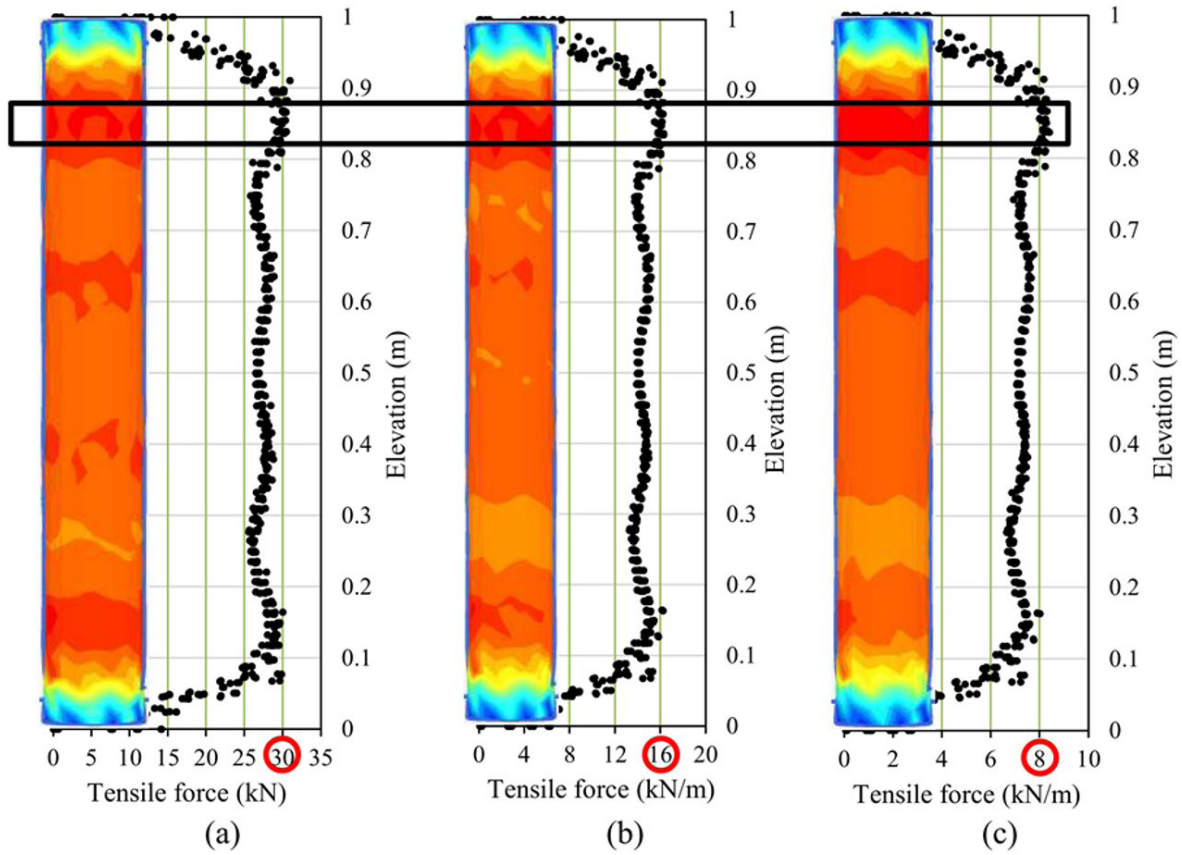 1
0.9
0.8
0.7
0.6
0.5
0.4
0.3
0.2
0.1
0
Elevation (m)
0 5 10 15 20 25 30 35
Tensile force (kN)
(a)
1
0.9
0.8
0.7
0.6
0.5
0.4
0.3
0.2
0.1
0
Elevation (m)
0 4 8 12 16 20
Tensile force (kN/m)
(b)
1
0.9
0.8
0.7
0.6
0.5
0.4
0.3
0.2
0.1
0
Elevation (m)
0 2 4 6 8 10
Tensile force (kN/m)
(c)